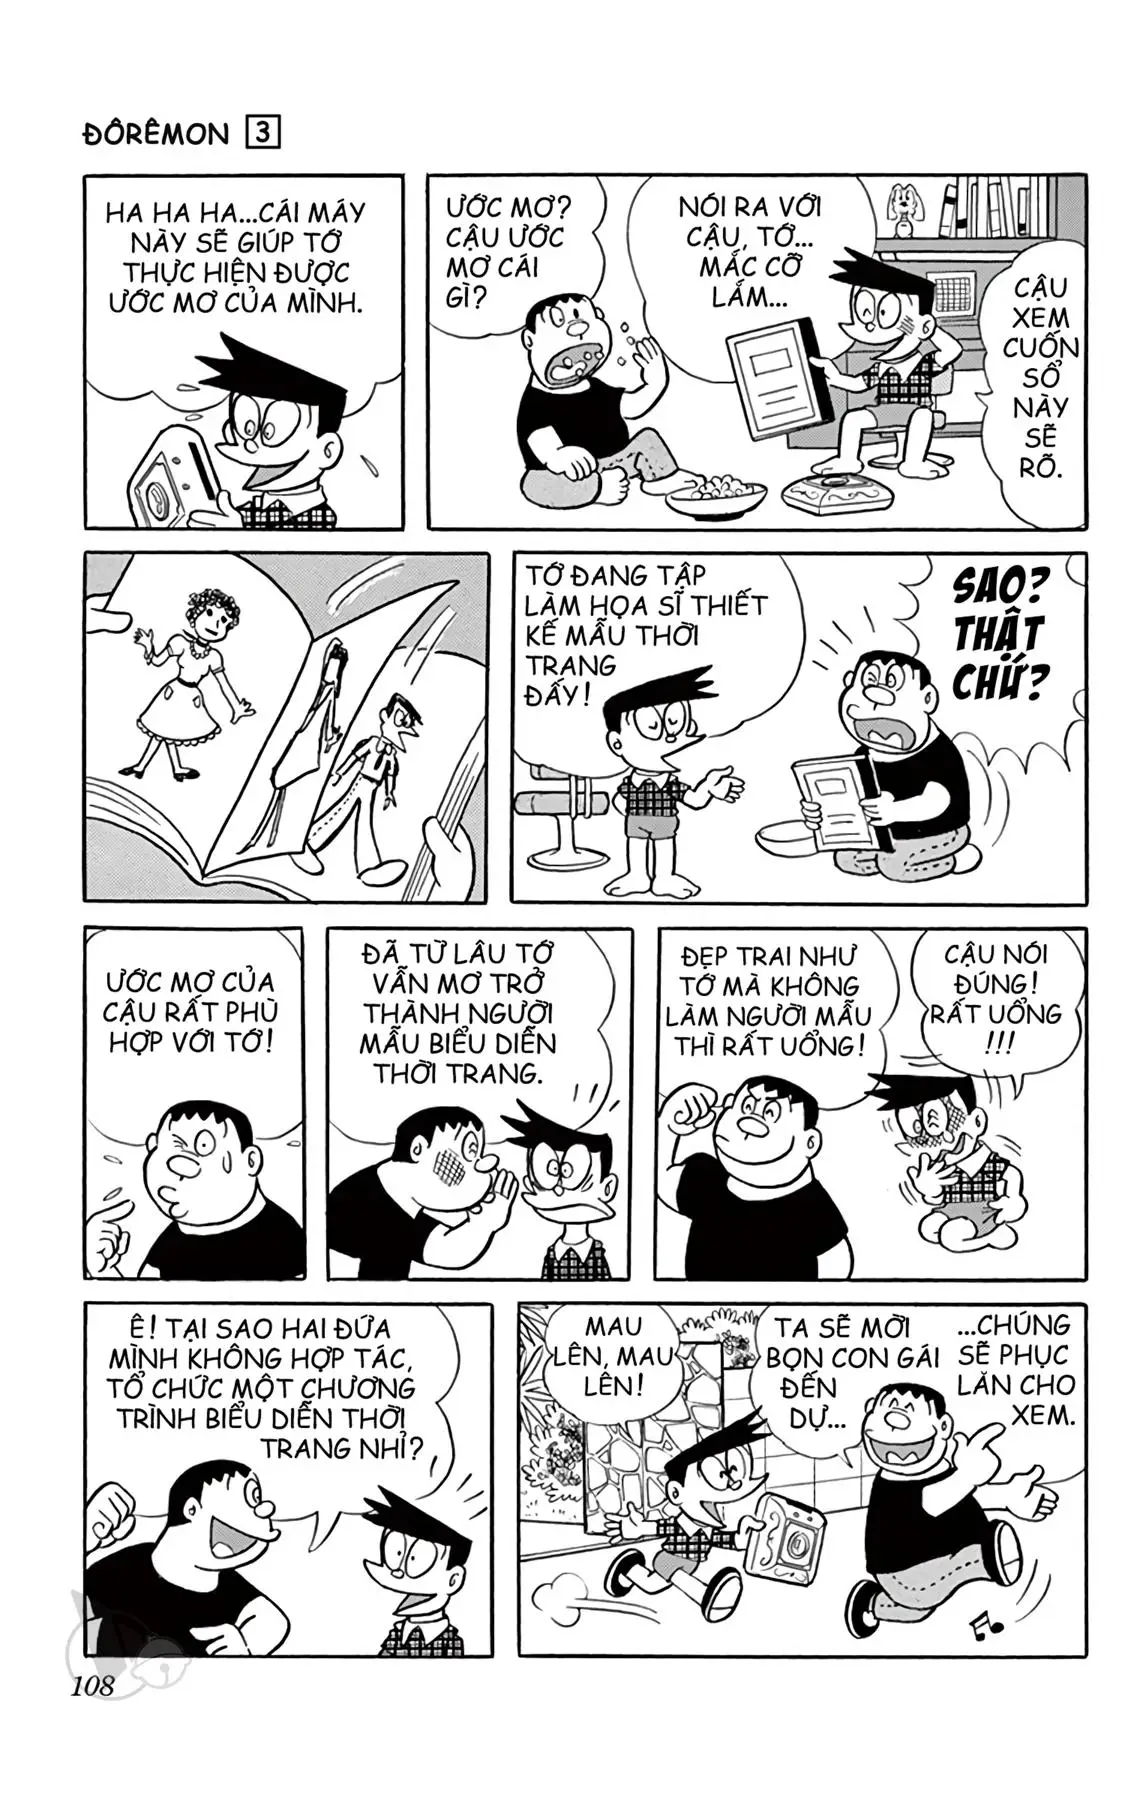 ĐÔRÊMON 3
HA HA HA...CÁI MÁY
NÀY SẼ GIÚP TỚ
THỰC HIỆN ĐƯỢC
ƯỚC MƠ CỦA MÌNH.
ƯỚC MƠ?
CẬU ƯỚC
MƠ CÁI
GÌ?
NÓI RA VỚI
CẬU, TỚ...
MẮC CỠ
LẮM...
CẬU
XEM
CUỐN
SỔ
NÀY
SẼ
RÕ.
TỚ ĐANG TẬP
LÀM HỌA SĨ THIẾT
KẾ MẪU THỜI
TRANG
ĐẤY!
SAO?
THẬT
CHỨ?
ƯỚC MƠ CỦA
CẬU RẤT PHÙ
HỢP VỚI TỚ!
ĐÃ TỪ LÂU TỚ
VẪN MƠ TRỞ
THÀNH NGƯỜI
MẪU BIỂU DIỄN
THỜI TRANG.
ĐẸP TRAI NHƯ
TỚ MÀ KHÔNG
LÀM NGƯỜI MẪU
THÌ RẤT UỔNG!
CẬU NÓI
ĐÚNG!
RẤT UỔNG
!!!
Ê! TẠI SAO HAI ĐỨA
MÌNH KHÔNG HỢP TÁC,
TỔ CHỨC MỘT CHƯƠNG
TRÌNH BIỂU DIỄN THỜI
TRANG NHỈ?
MAU
LÊN, MAU
LÊN!
TA SẼ MỜI
BỌN CON GÁI
ĐẾN
DỰ...
...CHÚNG
SẼ PHỤC
LĂN CHO
XEM.
108